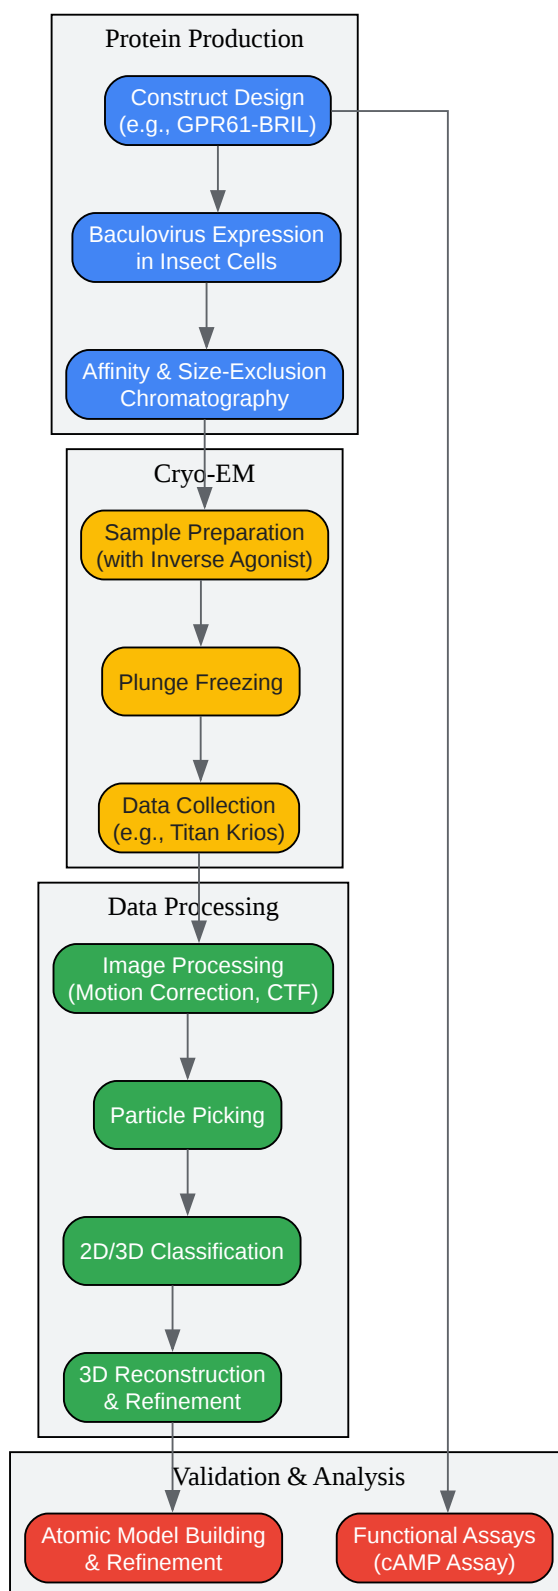 Protein Production
Construct Design
(e.g., GPR61-BRIL)
Baculovirus Expression
in Insect Cells
Affinity & Size-Exclusion
Chromatography
Cryo-EM
Sample Preparation
(with Inverse Agonist)
Plunge Freezing
Data Collection
(e.g., Titan Krios)
Data Processing
Image Processing
(Motion Correction, CTF)
Particle Picking
2D/3D Classification
3D Reconstruction
& Refinement
Validation & Analysis
Atomic Model Building
& Refinement
Functional Assays
(cAMP Assay)